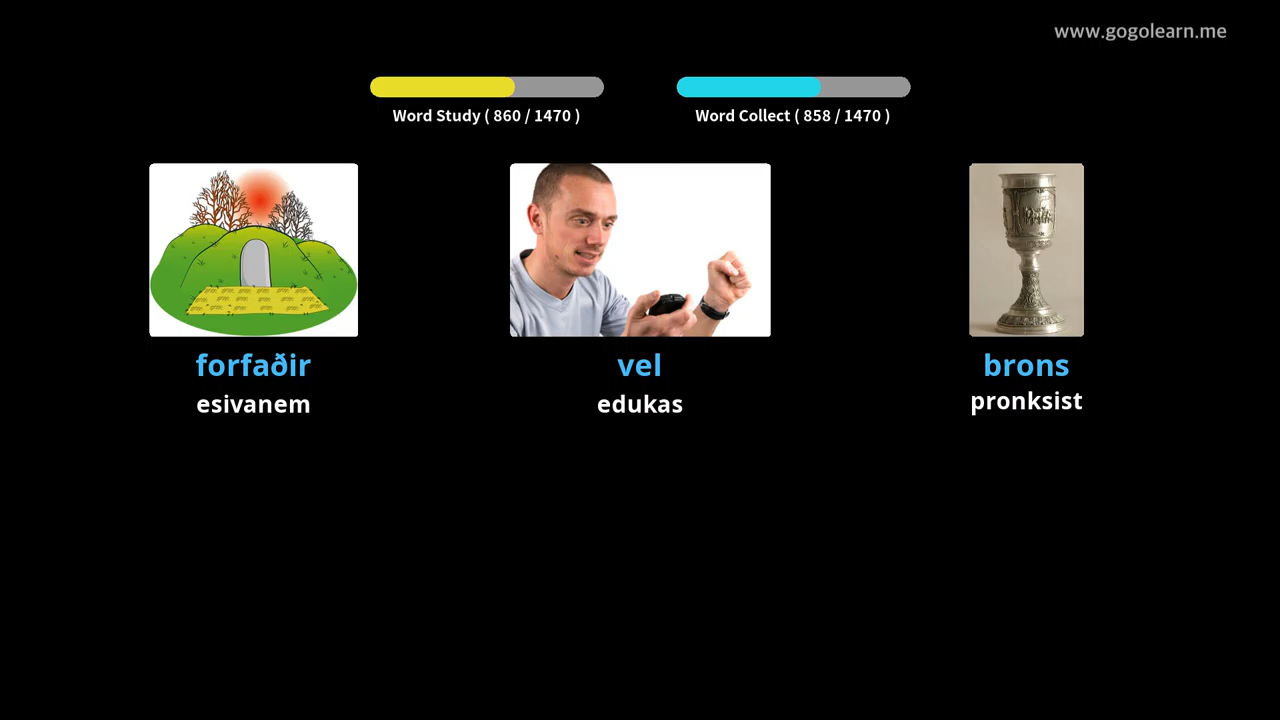 www.gogolearn.me
Word Study ( 860 / 1470 )
Word Collect ( 858 / 1470 )
forfaðir
vel
brons
esivanem
edukas
pronksist